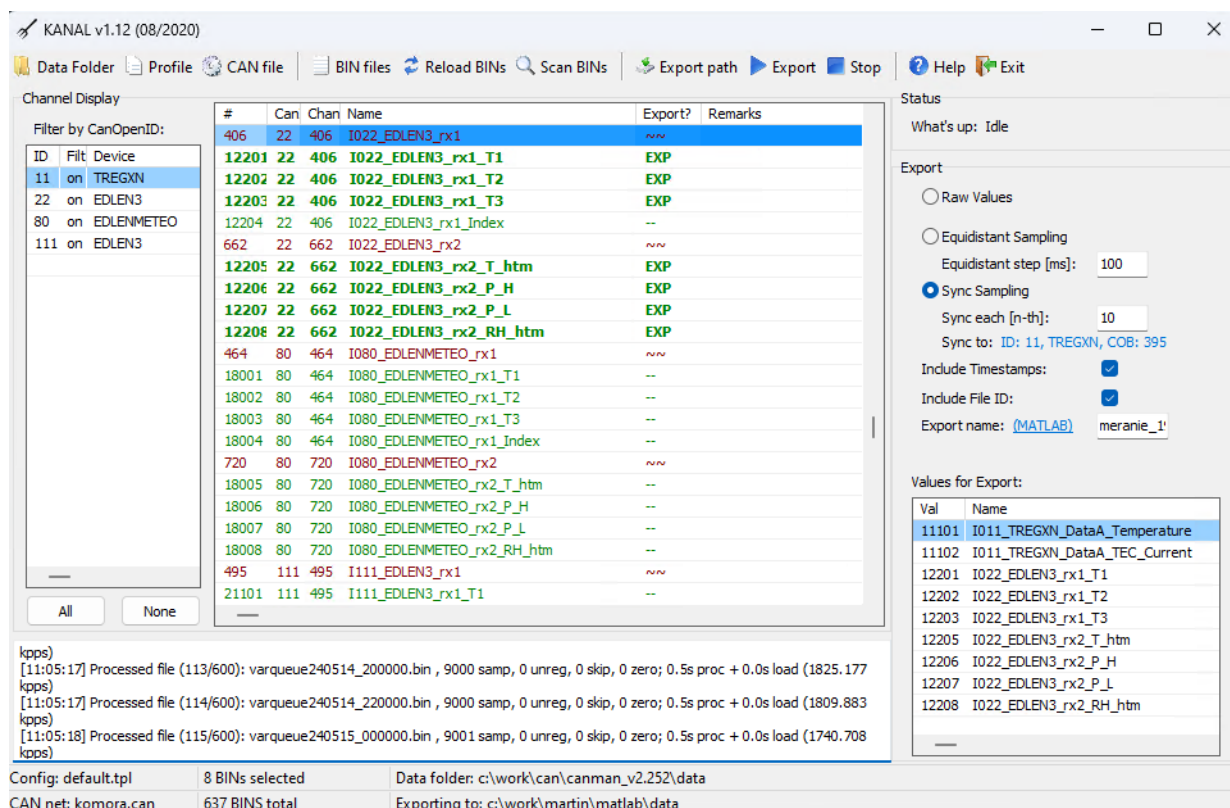 KANAL v1.12 (08/2020)
Data Folder Profile CAN file BIN files Reload BINs Scan BINs Export path Export Stop Help Exit
Channel Display
Filter by CanOpenID:
ID Filt Device
11 on TREGXN
22 on EDLEN3
80 on EDLENMETEO
111 on EDLEN3
All None
# Can Chan Name Export? Remarks
406 22 406 I022_EDLEN3_rx1 ~~
12201 22 406 I022_EDLEN3_rx1_T1 EXP
12202 22 406 I022_EDLEN3_rx1_T2 EXP
12203 22 406 I022_EDLEN3_rx1_T3 EXP
12204 22 406 I022_EDLEN3_rx1_Index --
662 22 662 I022_EDLEN3_rx2 ~~
12205 22 662 I022_EDLEN3_rx2_T_htm EXP
12206 22 662 I022_EDLEN3_rx2_P_H EXP
12207 22 662 I022_EDLEN3_rx2_P_L EXP
12208 22 662 I022_EDLEN3_rx2_RH_htm EXP
464 80 464 I080_EDLENMETEO_rx1 ~~
18001 80 464 I080_EDLENMETEO_rx1_T1 --
18002 80 464 I080_EDLENMETEO_rx1_T2 --
18003 80 464 I080_EDLENMETEO_rx1_T3 --
18004 80 464 I080_EDLENMETEO_rx1_Index --
720 80 720 I080_EDLENMETEO_rx2 ~~
18005 80 720 I080_EDLENMETEO_rx2_T_htm --
18006 80 720 I080_EDLENMETEO_rx2_P_H --
18007 80 720 I080_EDLENMETEO_rx2_P_L --
18008 80 720 I080_EDLENMETEO_rx2_RH_htm --
495 111 495 I111_EDLEN3_rx1 ~~
21101 111 495 I111_EDLEN3_rx1_T1 --
Status
What's up: Idle
Export
Raw Values
Equidistant Sampling
Equidistant step [ms]: 100
Sync Sampling
Sync each [n-th]: 10
Sync to: ID: 11, TREGXN, COB: 395
Include Timestamps:
Include File ID:
Export name: (MATLAB) meranie_1
Values for Export:
Val Name
11101 I011_TREGXN_DataA_Temperature
11102 I011_TREGXN_DataA_TEC_Current
12201 I022_EDLEN3_rx1_T1
12202 I022_EDLEN3_rx1_T2
12203 I022_EDLEN3_rx1_T3
12205 I022_EDLEN3_rx2_T_htm
12206 I022_EDLEN3_rx2_P_H
12207 I022_EDLEN3_rx2_P_L
12208 I022_EDLEN3_rx2_RH_htm
kpps)
[11:05:17] Processed file (113/600): varqueue240514_200000.bin , 9000 samp, 0 unreg, 0 skip, 0 zero; 0.5s proc + 0.0s load (1825.177
kpps)
[11:05:17] Processed file (114/600): varqueue240514_220000.bin , 9000 samp, 0 unreg, 0 skip, 0 zero; 0.5s proc + 0.0s load (1809.883
kpps)
[11:05:18] Processed file (115/600): varqueue240515_000000.bin , 9001 samp, 0 unreg, 0 skip, 0 zero; 0.5s proc + 0.0s load (1740.708
kpps)
Config: default.tpl 8 BINs selected Data folder: c:\work\can\canman_v2.252\data
CAN net: komora.can 637 BINS total Exporting to: c:\work\martin\matlab\data